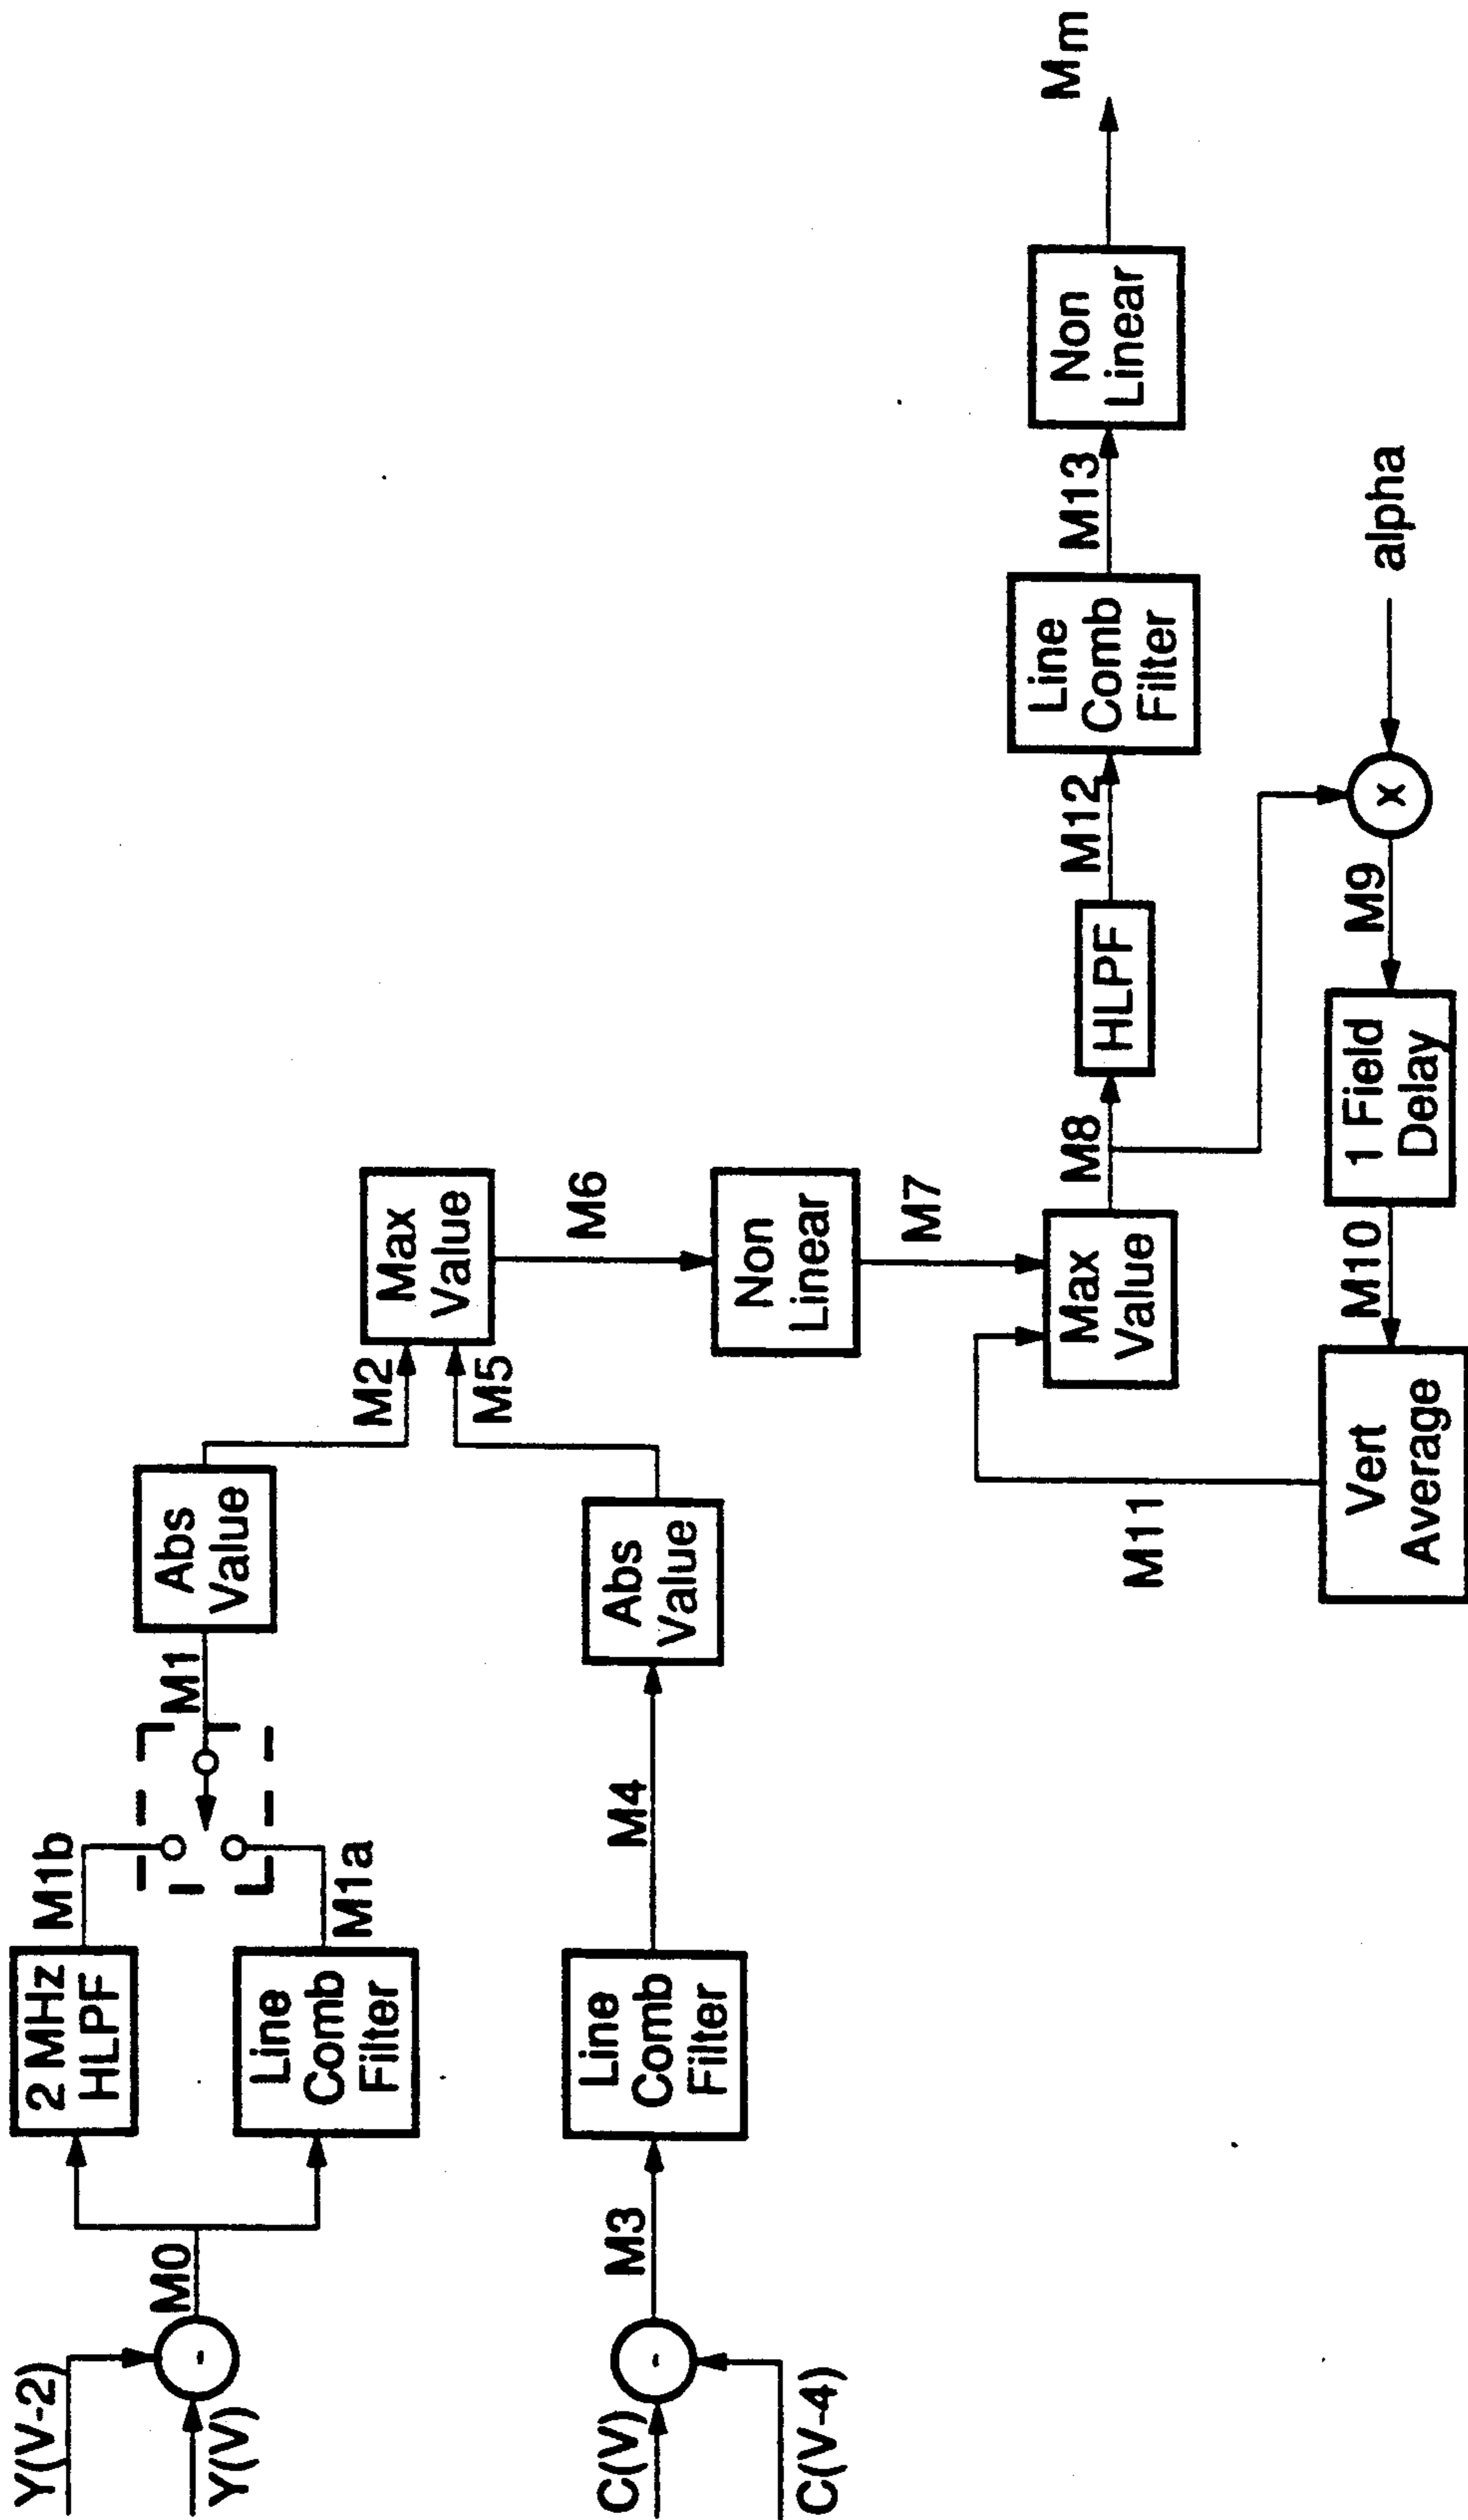 Y(V-2)
Y(V)
M0
2 MHz
HLPF
M1b
Line
Comb
Filter
M1a
M1
Abs
Value
M2
C(V)
C(V-4)
-
-
M3
Line
Comb
Filter
M4
Abs
Value
M5
Max
Value
M6
Non
Linear
M7
Max
Value
M8
HLPF
M12
Line
Comb
Filter
M13
Non
Linear
Mm
alpha
x
M9
1 Field
Delay
M10
Vert
Average
M11